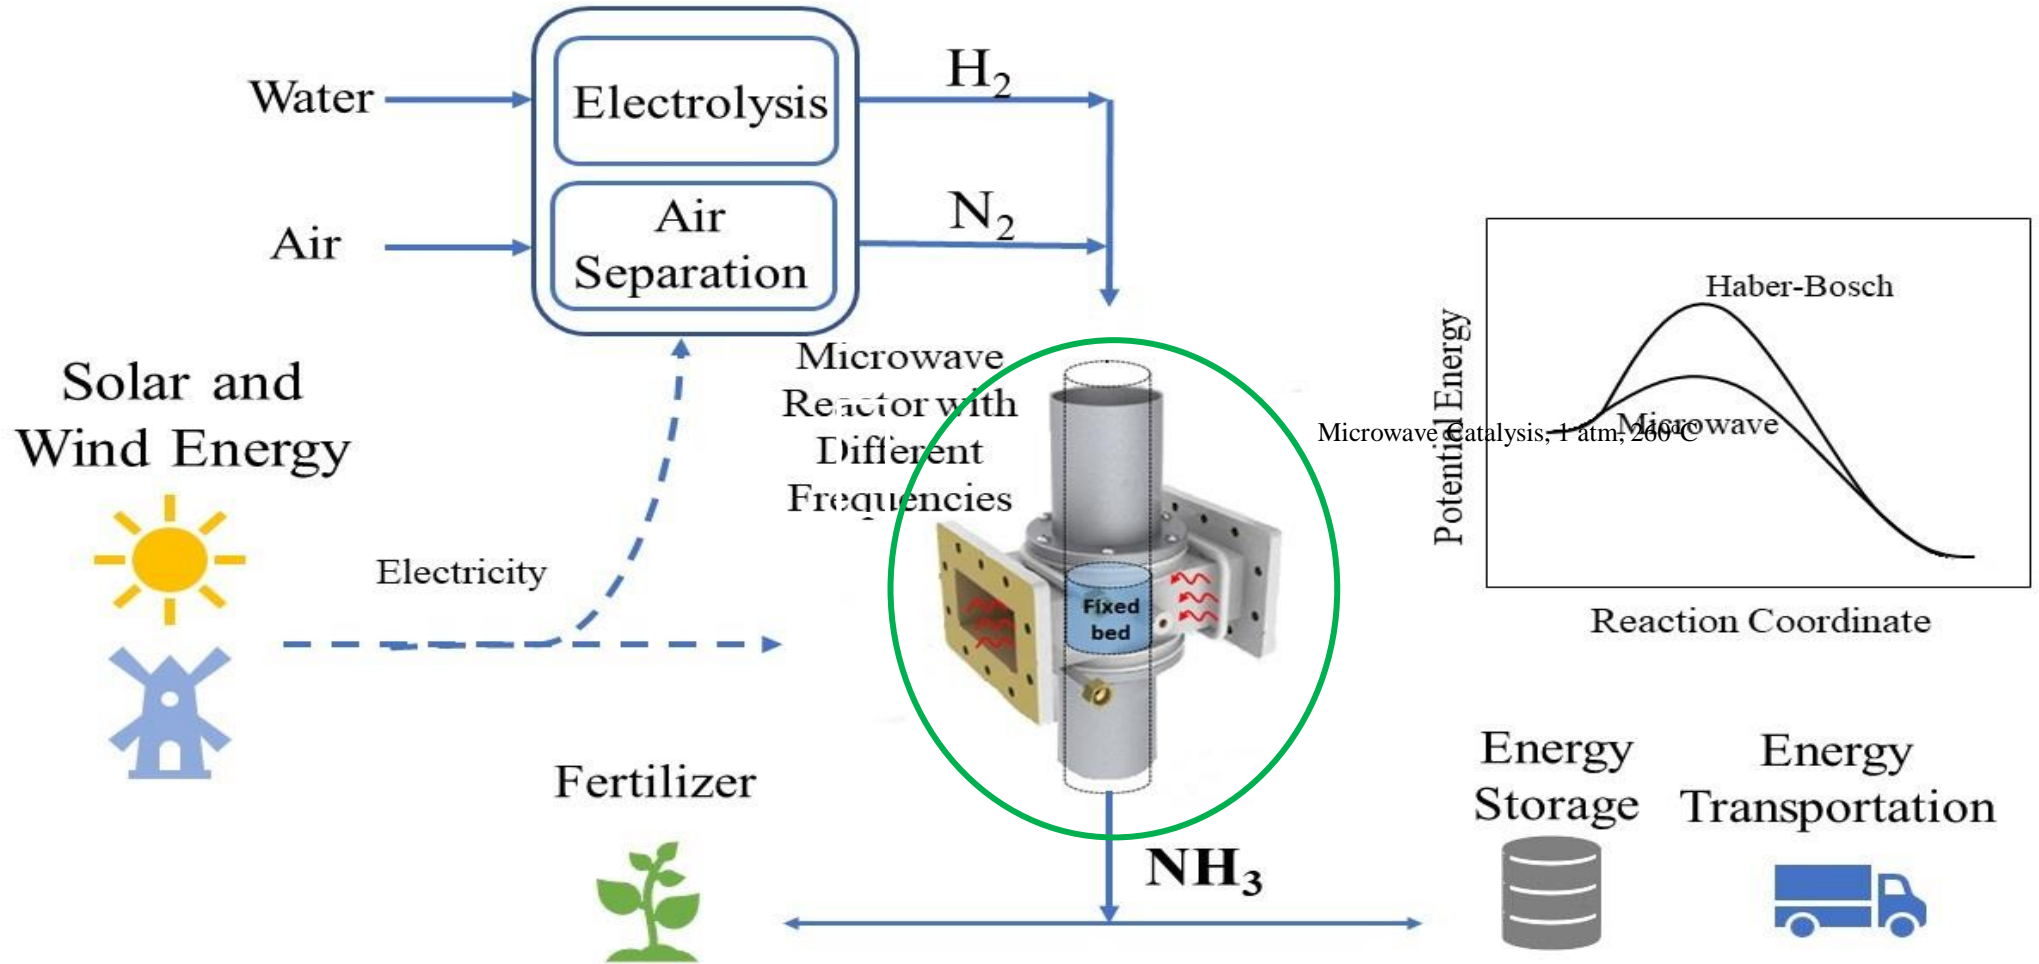 Water
Electrolysis
H₂
Air
Air
Separation
N₂
Solar and
Wind Energy
Electricity
Microwave
Reactor with
Different
Frequencies
Fixed
bed
Haber-Bosch
Microwave
Microwave Catalysis, 1 atm, 260 °C
Potential Energy
Reaction Coordinate
Fertilizer
NH₃
Energy
Storage
Energy
Transportation